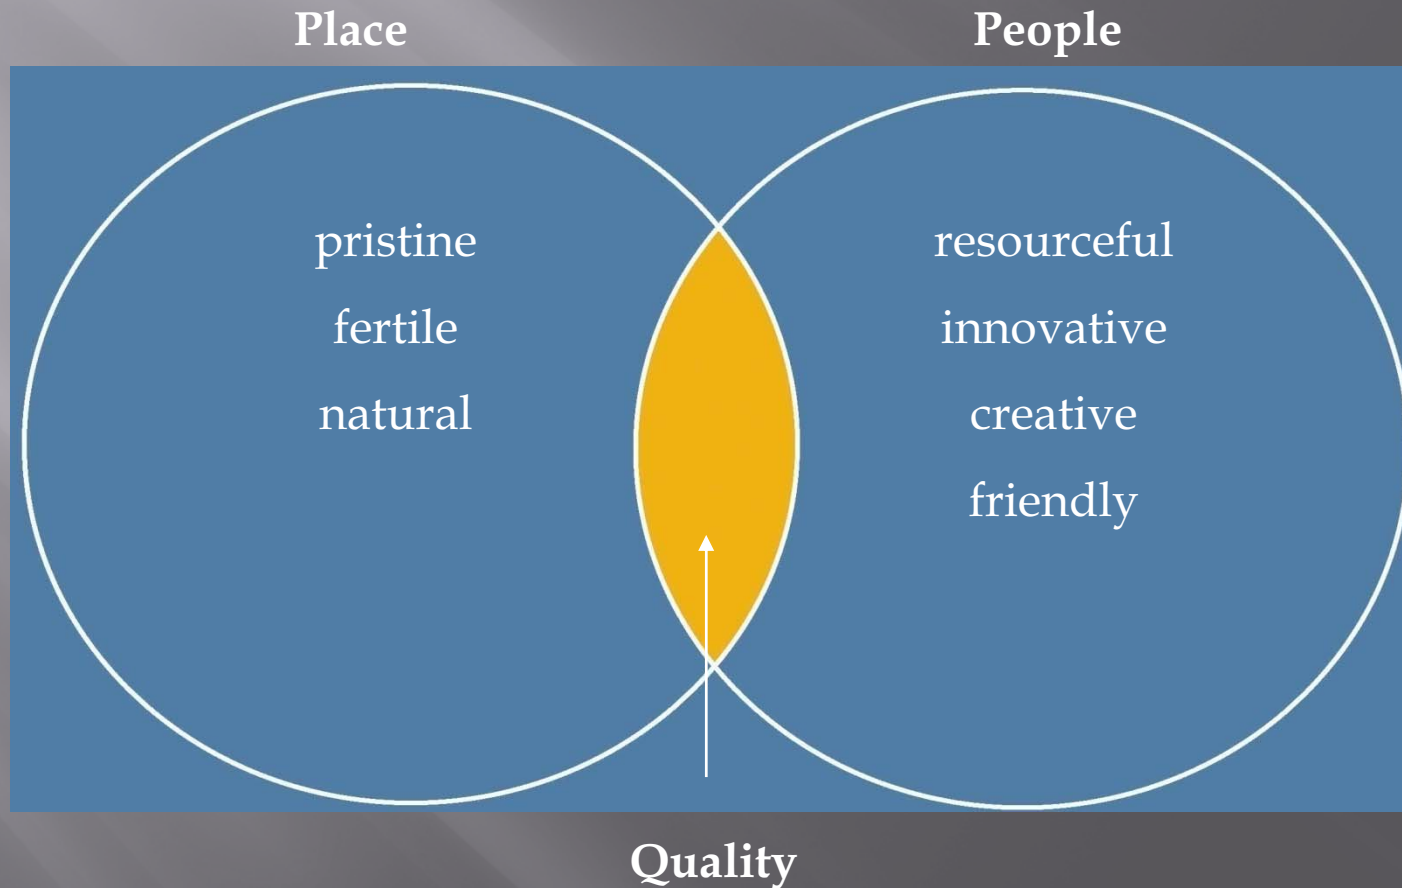 Place
People
pristine
fertile
natural
resourceful
innovative
creative
friendly
Quality